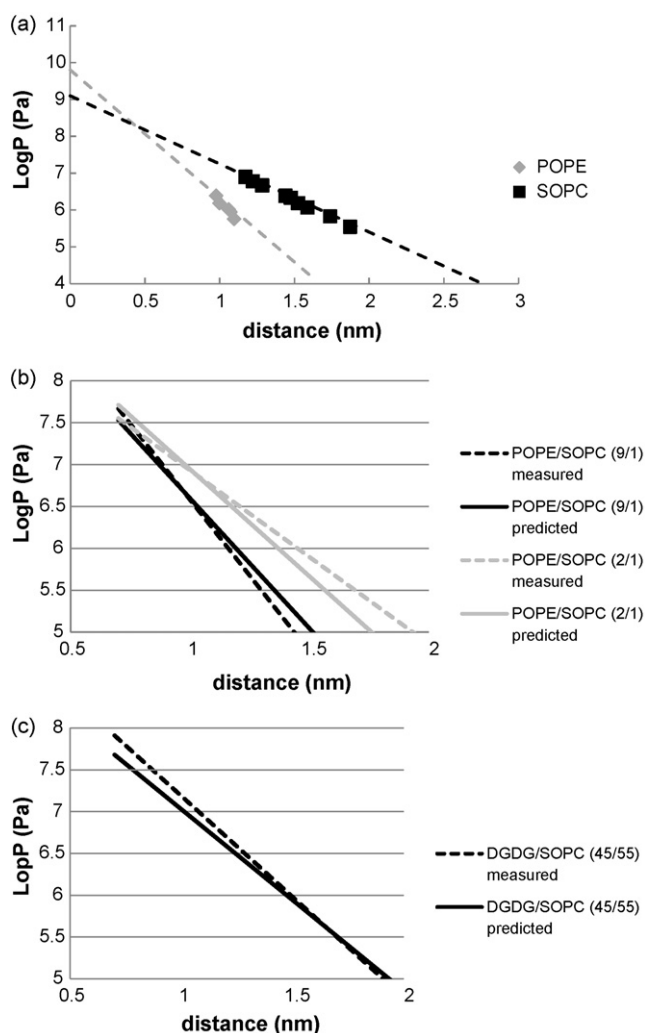 (a)
11
10
9
8
7
6
5
4
LogP (Pa)
0
0.5
1
1.5
2
2.5
3
distance (nm)
POPE
SOPC
(b)
8
7.5
7
6.5
6
5.5
5
LogP (Pa)
0.5
1
1.5
2
distance (nm)
POPE/SOPC (9/1)
measured
POPE/SOPC (9/1)
predicted
POPE/SOPC (2/1)
measured
POPE/SOPC (2/1)
predicted
(c)
8
7.5
7
6.5
6
5.5
5
LopP (Pa)
0.5
1
1.5
2
distance (nm)
DGDG/SOPC (45/55)
measured
DGDG/SOPC (45/55)
predicted